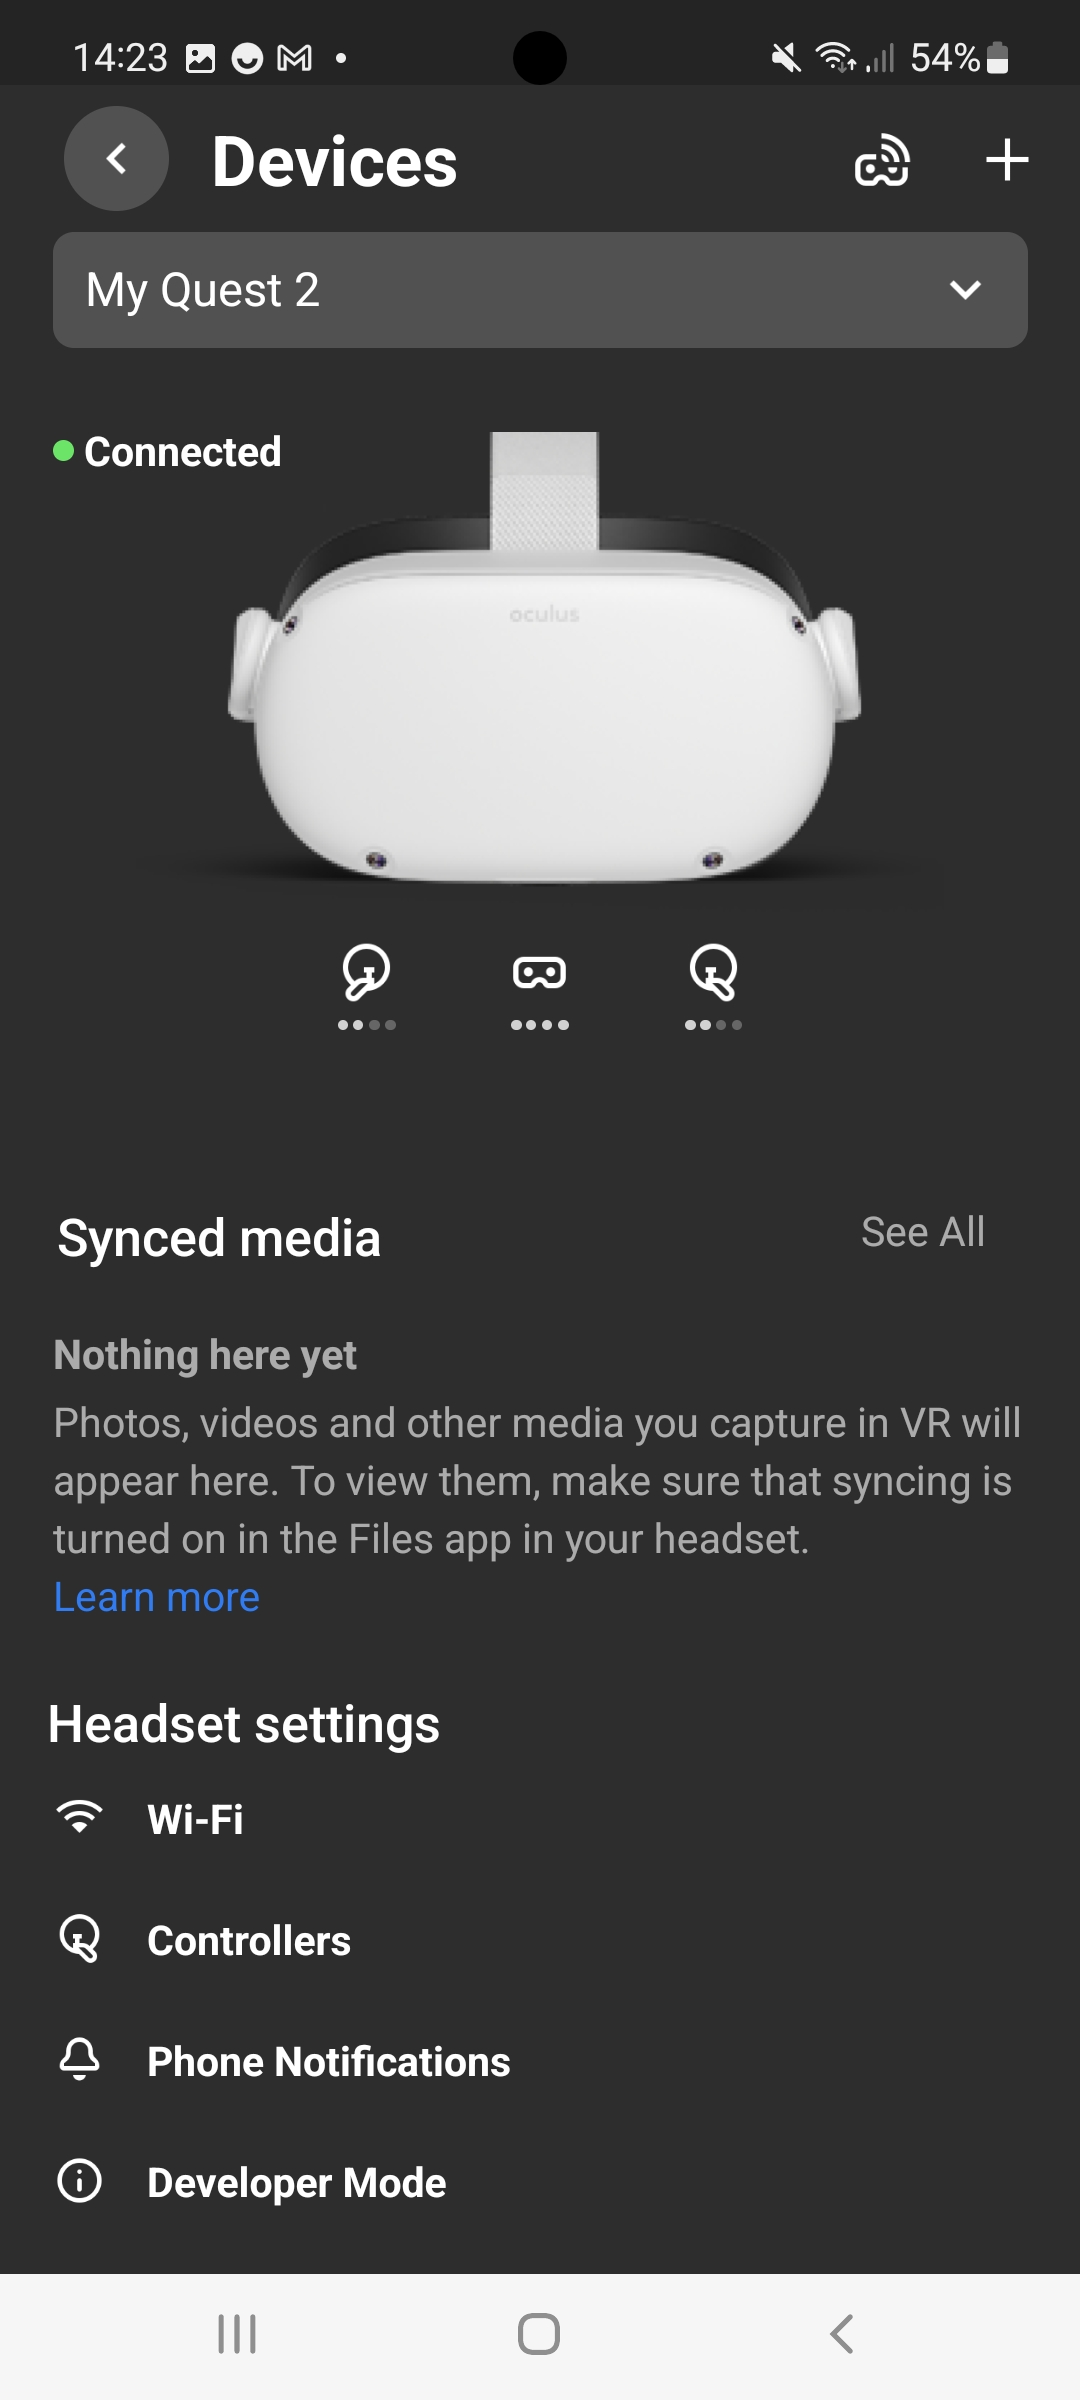 14:23
54%
Devices
My Quest 2
Connected
oculus
Synced media
See All
Nothing here yet
Photos, videos and other media you capture in VR will
appear here. To view them, make sure that syncing is
turned on in the Files app in your headset.
Learn more
Headset settings
Wi-Fi
Controllers
Phone Notifications
Developer Mode